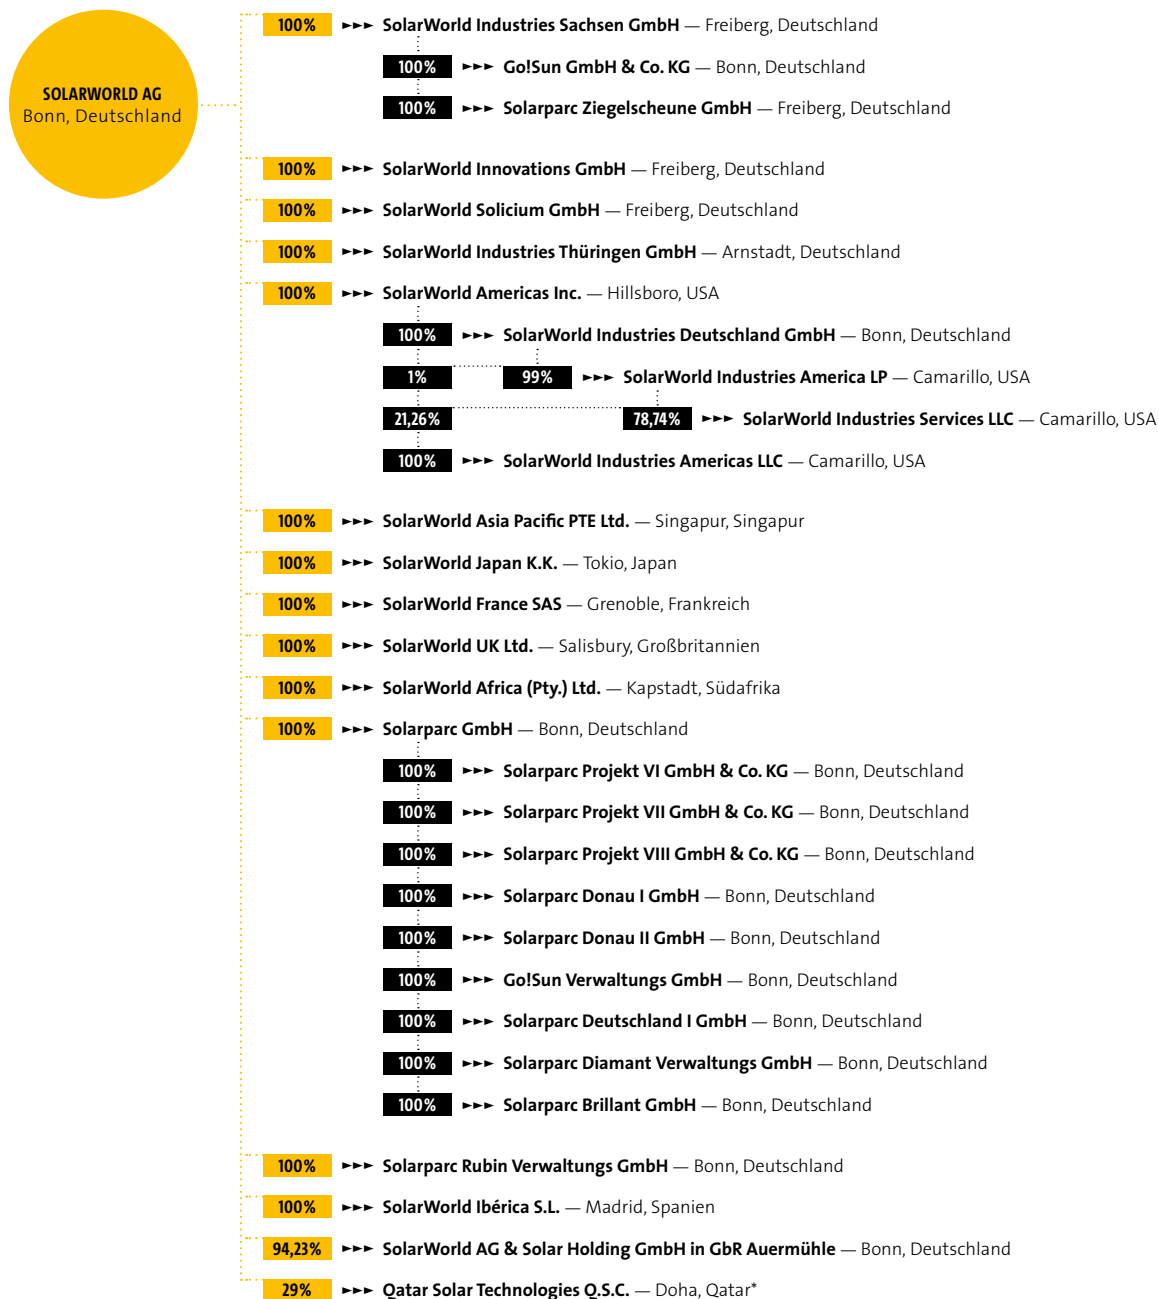 SOLARWORLD AG
Bonn, Deutschland
100% ►►► SolarWorld Industries Sachsen GmbH — Freiberg, Deutschland
100% ►►► Go!Sun GmbH & Co. KG — Bonn, Deutschland
100% ►►► Solarparc Ziegelscheune GmbH — Freiberg, Deutschland
100% ►►► SolarWorld Innovations GmbH — Freiberg, Deutschland
100% ►►► SolarWorld Solicium GmbH — Freiberg, Deutschland
100% ►►► SolarWorld Industries Thüringen GmbH — Arnstadt, Deutschland
100% ►►► SolarWorld Americas Inc. — Hillsboro, USA
100% ►►► SolarWorld Industries Deutschland GmbH — Bonn, Deutschland
1% 99% ►►► SolarWorld Industries America LP — Camarillo, USA
21,26% 78,74% ►►► SolarWorld Industries Services LLC — Camarillo, USA
100% ►►► SolarWorld Industries Americas LLC — Camarillo, USA
100% ►►► SolarWorld Asia Pacific PTE Ltd. — Singapur, Singapur
100% ►►► SolarWorld Japan K.K. — Tokio, Japan
100% ►►► SolarWorld France SAS — Grenoble, Frankreich
100% ►►► SolarWorld UK Ltd. — Salisbury, Großbritannien
100% ►►► SolarWorld Africa (Pty.) Ltd. — Kapstadt, Südafrika
100% ►►► Solarparc GmbH — Bonn, Deutschland
100% ►►► Solarparc Projekt VI GmbH & Co. KG — Bonn, Deutschland
100% ►►► Solarparc Projekt VII GmbH & Co. KG — Bonn, Deutschland
100% ►►► Solarparc Projekt VIII GmbH & Co. KG — Bonn, Deutschland
100% ►►► Solarparc Donau I GmbH — Bonn, Deutschland
100% ►►► Solarparc Donau II GmbH — Bonn, Deutschland
100% ►►► Go!Sun Verwaltungs GmbH — Bonn, Deutschland
100% ►►► Solarparc Deutschland I GmbH — Bonn, Deutschland
100% ►►► Solarparc Diamant Verwaltungs GmbH — Bonn, Deutschland
100% ►►► Solarparc Brillant GmbH — Bonn, Deutschland
100% ►►► Solarparc Rubin Verwaltungs GmbH — Bonn, Deutschland
100% ►►► SolarWorld Ibérica S.L. — Madrid, Spanien
94,23% ►►► SolarWorld AG & Solar Holding GmbH in GbR Auermühle — Bonn, Deutschland
29% ►►► Qatar Solar Technologies Q.S.C. — Doha, Qatar*